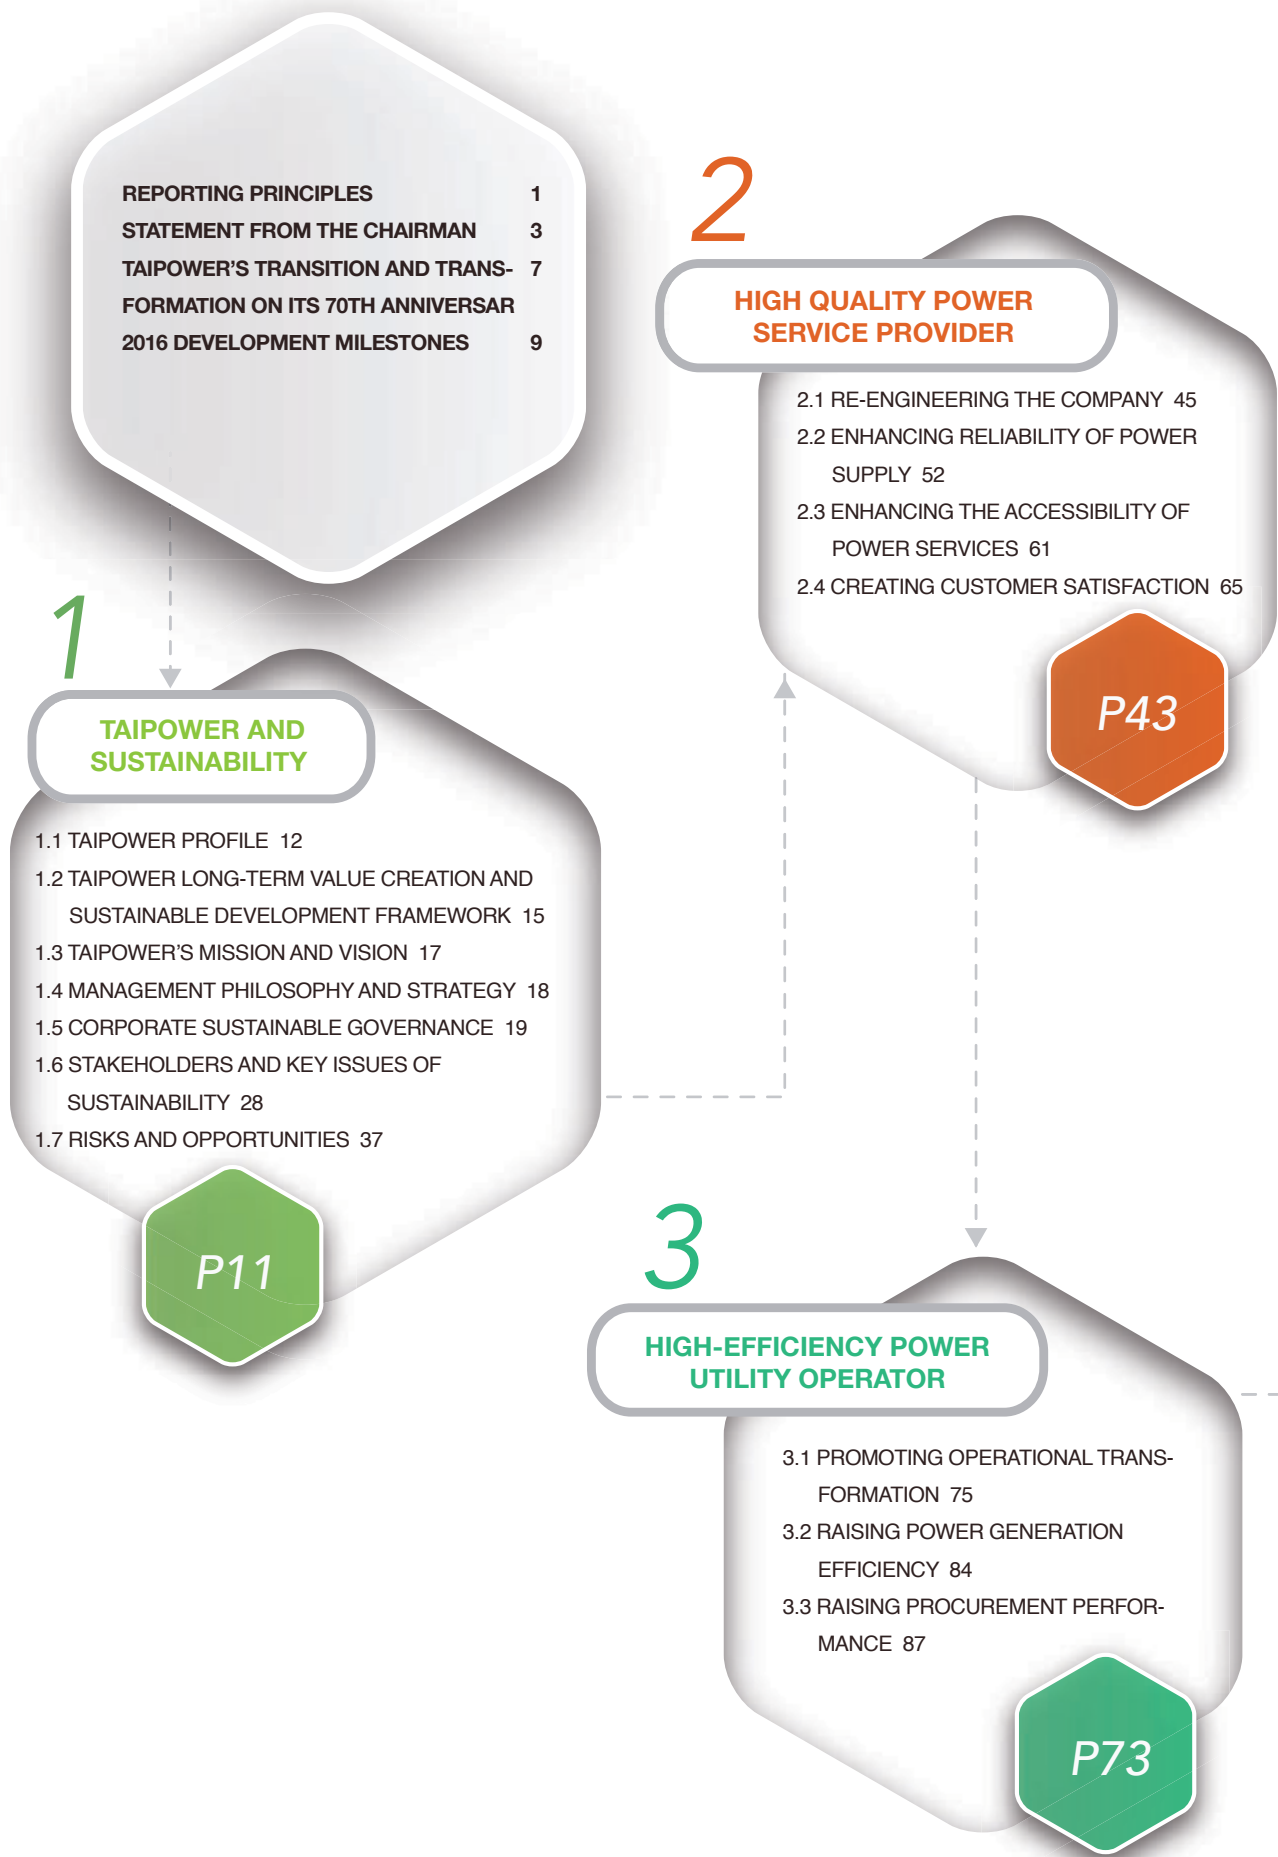 REPORTING PRINCIPLES 1
STATEMENT FROM THE CHAIRMAN 3
TAIPOWER'S TRANSITION AND TRANS- 7
FORMATION ON ITS 70TH ANNIVERSAR
2016 DEVELOPMENT MILESTONES 9
1
TAIPOWER AND
SUSTAINABILITY
1.1 TAIPOWER PROFILE 12
1.2 TAIPOWER LONG-TERM VALUE CREATION AND
SUSTAINABLE DEVELOPMENT FRAMEWORK 15
1.3 TAIPOWER'S MISSION AND VISION 17
1.4 MANAGEMENT PHILOSOPHY AND STRATEGY 18
1.5 CORPORATE SUSTAINABLE GOVERNANCE 19
1.6 STAKEHOLDERS AND KEY ISSUES OF
SUSTAINABILITY 28
1.7 RISKS AND OPPORTUNITIES 37
P11
2
HIGH QUALITY POWER
SERVICE PROVIDER
2.1 RE-ENGINEERING THE COMPANY 45
2.2 ENHANCING RELIABILITY OF POWER
SUPPLY 52
2.3 ENHANCING THE ACCESSIBILITY OF
POWER SERVICES 61
2.4 CREATING CUSTOMER SATISFACTION 65
P43
3
HIGH-EFFICIENCY POWER
UTILITY OPERATOR
3.1 PROMOTING OPERATIONAL TRANS-
FORMATION 75
3.2 RAISING POWER GENERATION
EFFICIENCY 84
3.3 RAISING PROCUREMENT PERFOR-
MANCE 87
P73